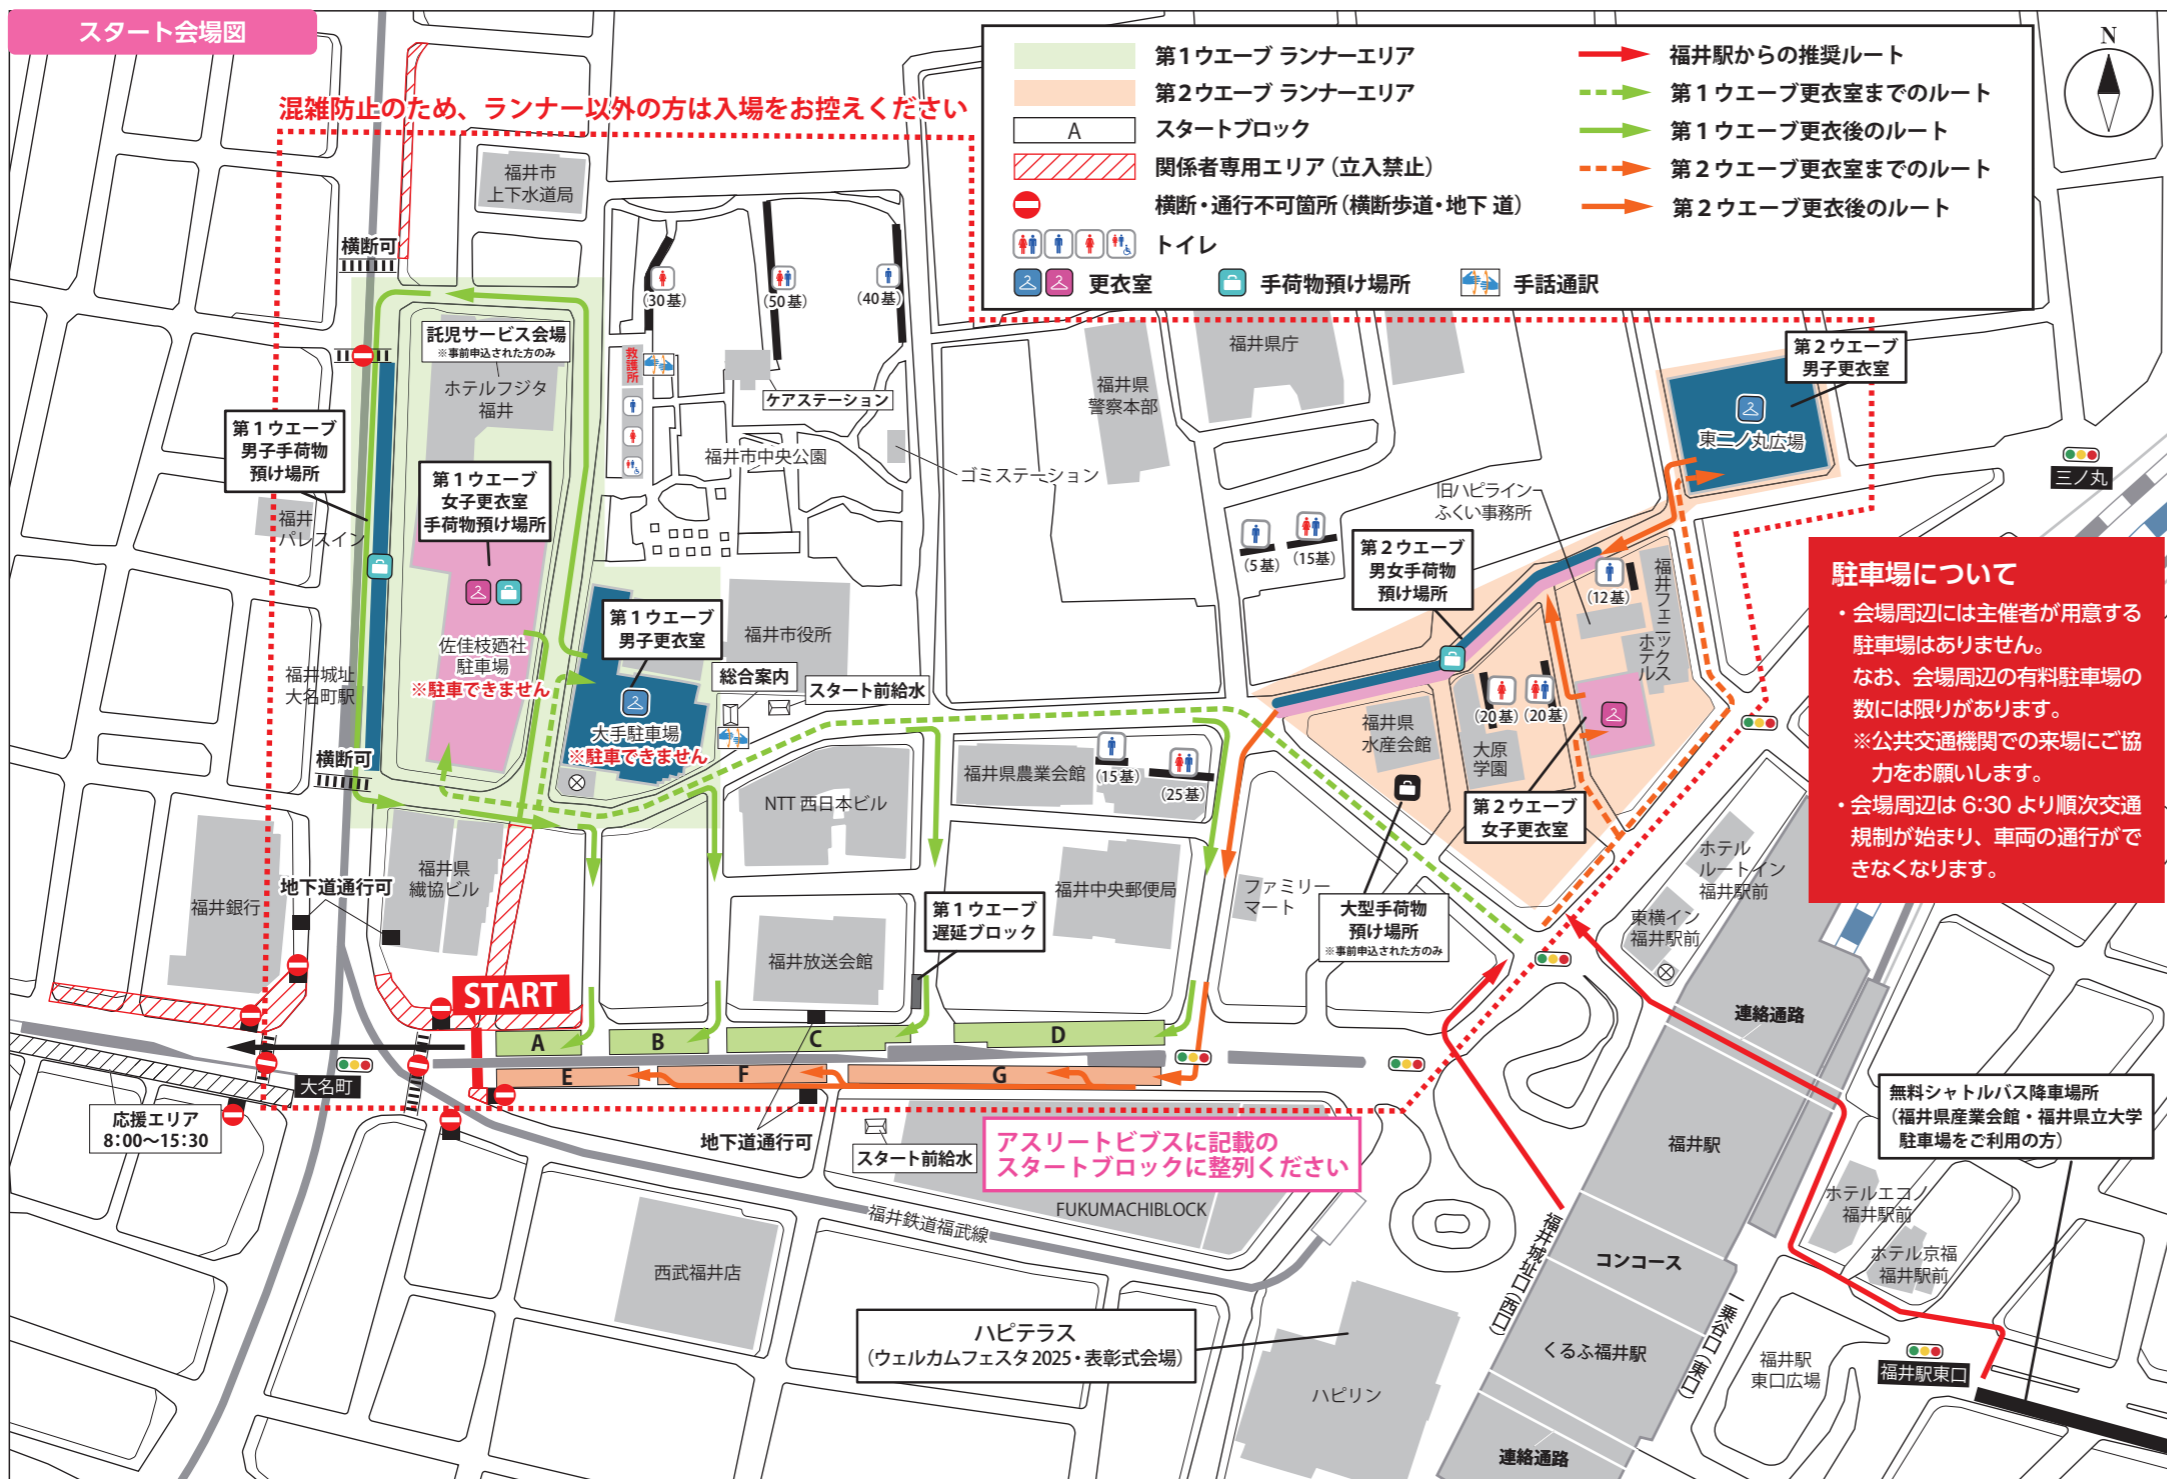 スタート会場図
混雑防止のため、ランナー以外の方は入場をお控えください
第1ウエーブ ランナーエリア
第2ウエーブ ランナーエリア
A
スタートブロック
関係者専用エリア(立入禁止)
横断・通行不可箇所(横断歩道・地下 道)
トイレ
更衣室
手荷物預け場所
手話通訳
福井駅からの推奨ルート
第1ウエーブ更衣室までのルート
第1ウエーブ更衣後のルート
第2ウエーブ更衣室までのルート
第2ウエーブ更衣後のルート
N
福井市
上下水道局
横断可
(30基)
(50基)
(40基)
託児サービス会場
※事前申込された方のみ
ホテルフジタ
福井
救護所
ケアステーション
福井市中央公園
ゴミステーション
福井県
警察本部
福井県庁
第2ウエーブ
男子更衣室
東二ノ丸広場
三ノ丸
第1ウエーブ
男子手荷物
預け場所
福井
パレスイン
第1ウエーブ
女子更衣室
手荷物預け場所
佐佳枝廼社
駐車場
※駐車できません
福井城址
大名町駅
横断可
第1ウエーブ
男子更衣室
大手駐車場
※駐車できません
福井市役所
総合案内
スタート前給水
(5基)
(15基)
旧ハピライン
ふくい事務所
第2ウエーブ
男女手荷物
預け場所
(12基)
福井フェニックス
ホテルズ
福井県
水産会館
大原
学園
(20基)
(20基)
第2ウエーブ
女子更衣室
大型手荷物
預け場所
※事前申込された方のみ
駐車場について
・会場周辺には主催者が用意する
駐車場はありません。
なお、会場周辺の有料駐車場の
数には限りがあります。
※公共交通機関での来場にご協
力をお願いします。
・会場周辺は 6:30 より順次交通
規制が始まり、車両の通行がで
きなくなります。
NTT 西日本ビル
福井県農業会館
(15基)
(25基)
福井県
繊協ビル
地下道通行可
福井銀行
福井放送会館
第1ウエーブ
遅延ブロック
福井中央郵便局
ファミリー
マート
ホテル
ルートイン
福井駅前
東横イン
福井駅前
START
A
B
C
D
E
F
G
大名町
応援エリア
8:00〜15:30
地下道通行可
スタート前給水
アスリートビブスに記載の
スタートブロックに整列ください
FUKUMACHIBLOCK
福井鉄道福武線
西武福井店
ハピテラス
(ウェルカムフェスタ 2025・表彰式会場)
ハピリン
連絡通路
福井駅
コンコース
くるふ福井駅
連絡通路
福井城址口(西口)
一乗谷口(東口)
無料シャトルバス降車場所
(福井県産業会館・福井県立大学
駐車場をご利用の方)
ホテルエコノ
福井駅前
ホテル京福
福井駅前
福井駅
東口広場
福井駅東口